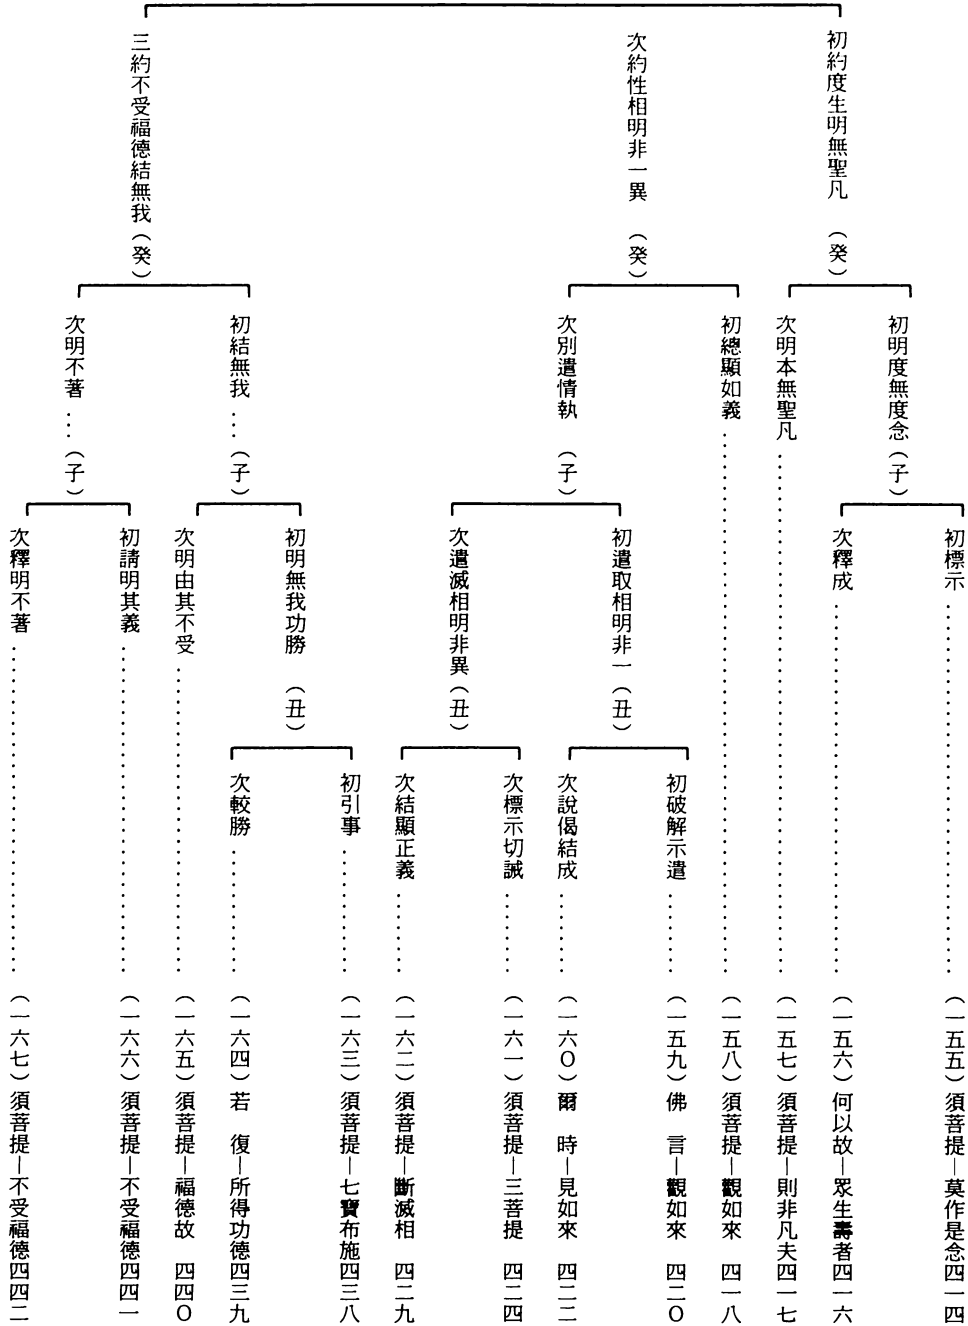 初約度生明無聖凡（癸）
次約性相明非一異（癸）
三約不受福德結無我（癸）
初明度無度念（子）
次明本無聖凡
初總顯如義
次別遣情執（子）
初結無我…（子）
次明不著…（子）
初標示
次釋成
初遣取相明非一（丑）
次遣滅相明非異（丑）
初明無我功勝（丑）
次明由其不受
初請明其義
次釋明不著
初破解示遣
次說偈結成
次標示切誡
次結顯正義
初引事
次較勝
（一五五）須菩提—莫作是念四一四
（一五六）何以故—眾生壽者四一六
（一五七）須菩提—則非凡夫四一七
（一五八）須菩提—觀如來 四一八
（一五九）佛 言—觀如來 四二０
（一六０）爾 時—見如來 四二二
（一六一）須菩提—三菩提 四二四
（一六二）須菩提—斷滅相 四二九
（一六三）須菩提—七寶布施四三八
（一六四）若 復—所得功德四三九
（一六五）須菩提—福德故 四四０
（一六六）須菩提—不受福德四四一
（一六七）須菩提—不受福德四四二